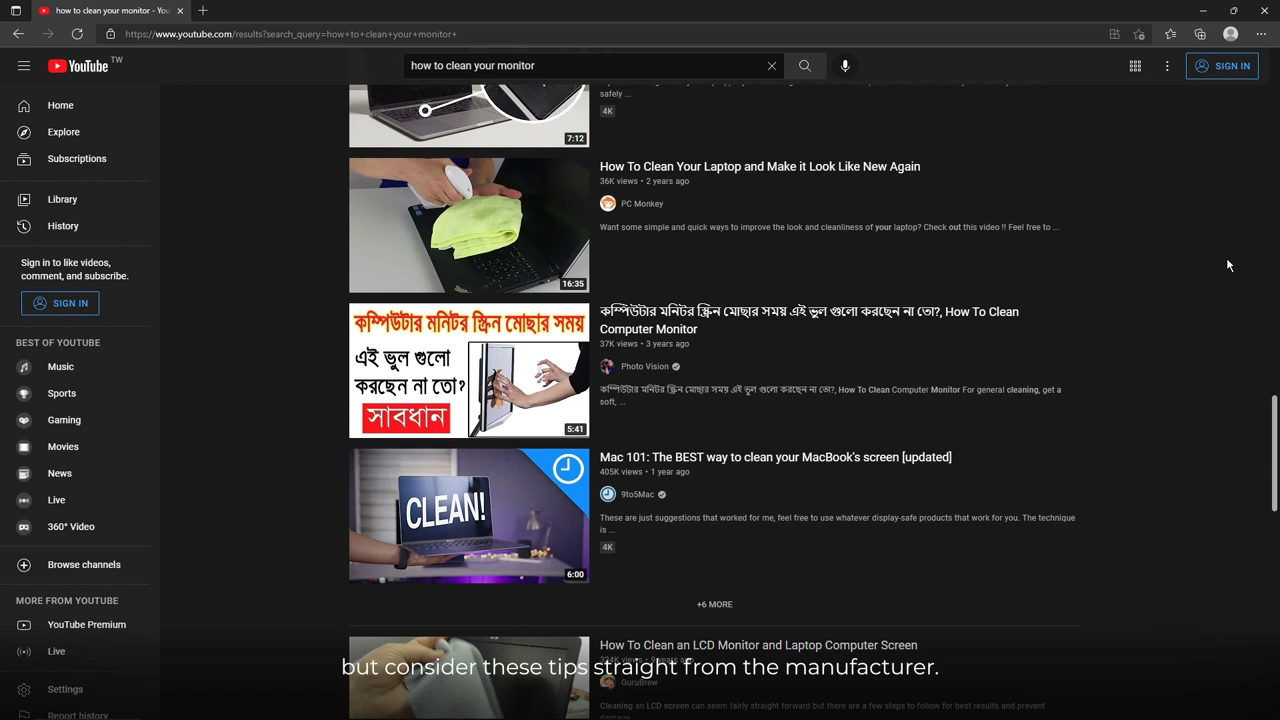 how to clean your monitor - You
https://www.youtube.com/results?search_query=how+to+clean+your+monitor+
YouTube TW
how to clean your monitor
SIGN IN
Home
Explore
Subscriptions
Library
History
Sign in to like videos,
comment, and subscribe.
SIGN IN
BEST OF YOUTUBE
Music
Sports
Gaming
Movies
News
Live
360° Video
Browse channels
MORE FROM YOUTUBE
YouTube Premium
Live
Settings
Report history
safely ...
4K
7:12
How To Clean Your Laptop and Make it Look Like New Again
36K views • 2 years ago
PC Monkey
Want some simple and quick ways to improve the look and cleanliness of your laptop? Check out this video !! Feel free to ...
16:35
কম্পিউটার মনিটর স্ক্রিন মোছার সময়
এই ভুল গুলো
করছেন না তো?
সাবধান
5:41
কম্পিউটার মনিটর স্ক্রিন মোছার সময় এই ভুল গুলো করছেন না তো?, How To Clean
Computer Monitor
37K views • 3 years ago
Photo Vision
কম্পিউটার মনিটর স্ক্রিন মোছার সময় এই ভুল গুলো করছেন না তো?, How To Clean Computer Monitor For general cleaning, get a
soft, ...
CLEAN!
6:00
Mac 101: The BEST way to clean your MacBook's screen [updated]
405K views • 1 year ago
9to5Mac
These are just suggestions that worked for me, feel free to use whatever display-safe products that work for you. The technique
is ...
4K
+6 MORE
How To Clean an LCD Monitor and Laptop Computer Screen
but consider these tips straight from the manufacturer.
GuruBrew
Cleaning an LCD screen can seem fairly straight forward but there are a few steps to follow for best results and prevent
damage